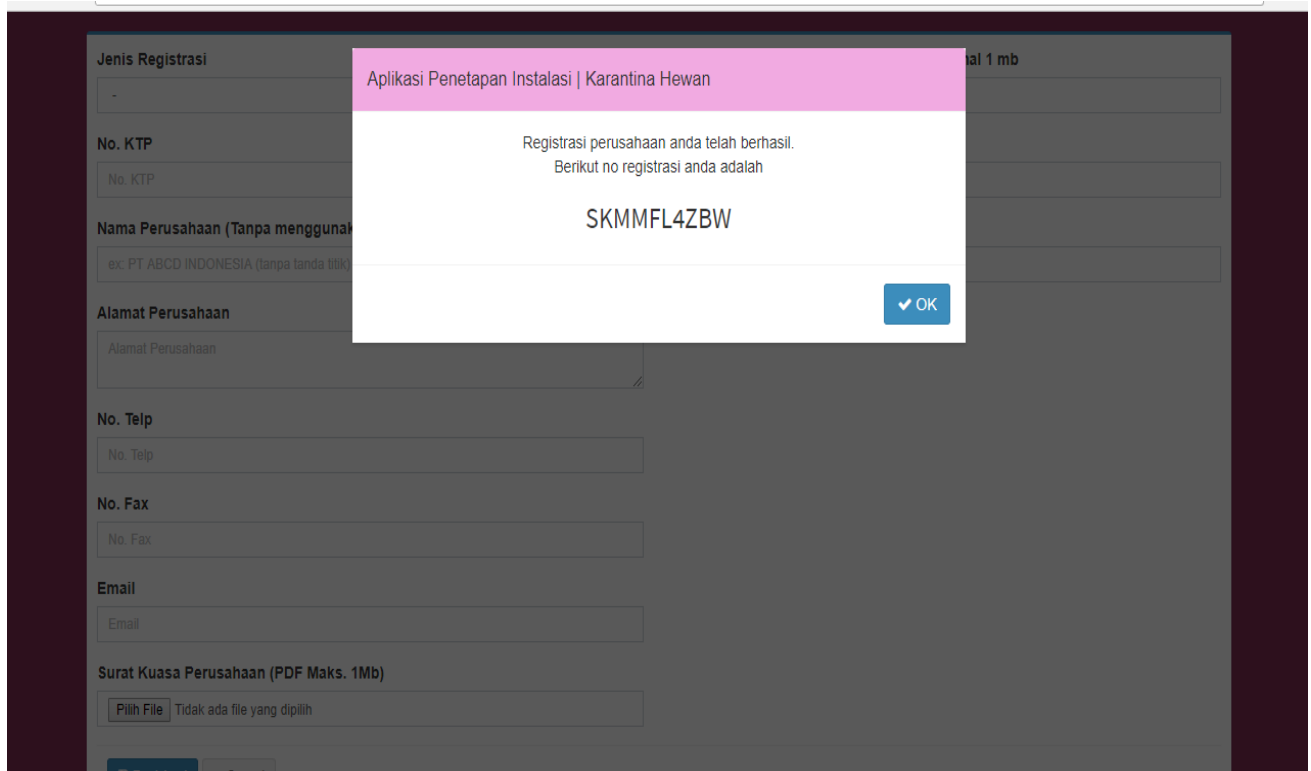 Jenis Registrasi
nal 1 mb
-
No. KTP
No. KTP
Nama Perusahaan (Tanpa menggunak
ex: PT ABCD INDONESIA (tanpa tanda titik)
Alamat Perusahaan
Alamat Perusahaan
No. Telp
No. Telp
No. Fax
No. Fax
Email
Email
Surat Kuasa Perusahaan (PDF Maks. 1Mb)
Pilih File Tidak ada file yang dipilih
Aplikasi Penetapan Instalasi | Karantina Hewan
Registrasi perusahaan anda telah berhasil.
Berikut no registrasi anda adalah
SKMMFL4ZBW
OK